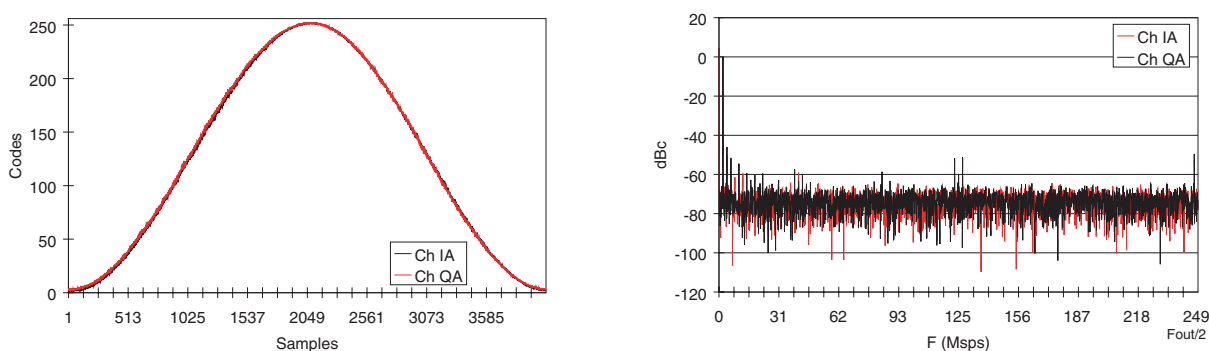 250
200
150
100
50
0
Codes
1 513 1025 1537 2049 2561 3073 3585
Samples
Ch IA
Ch QA
20
0
-20
-40
-60
-80
-100
-120
dBc
0 31 62 93 125 156 187 218 249
F (Msps)
Fout/2
Ch IA
Ch QA